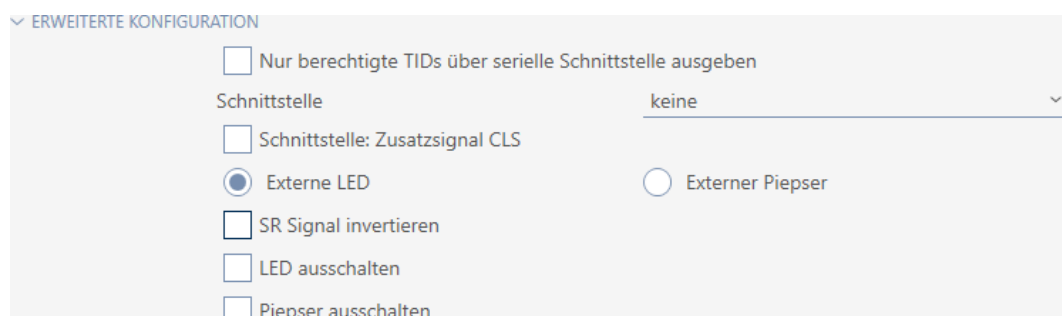 ERWEITERTE KONFIGURATION
Nur berechtigte TIDs über serielle Schnittstelle ausgeben
Schnittstelle keine
Schnittstelle: Zusatzsignal CLS
Externe LED Externer Piepser
SR Signal invertieren
LED ausschalten
Piepser ausschalten